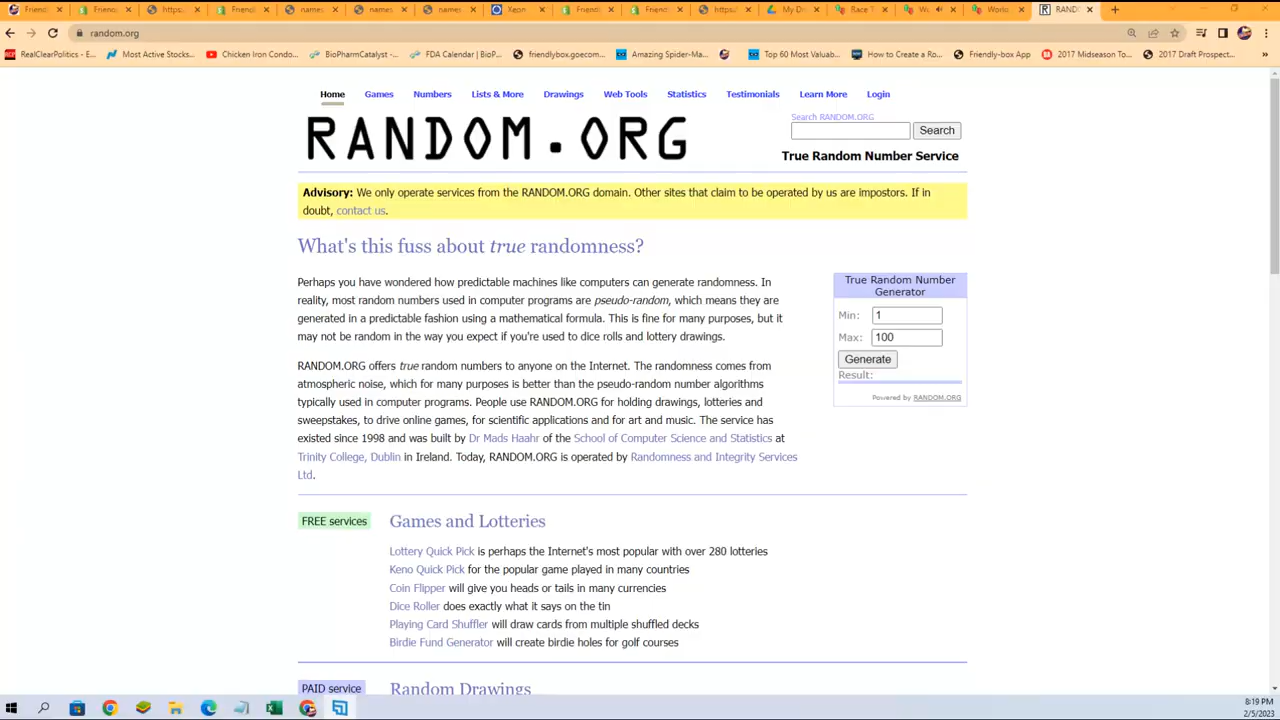 Friend
Friend
https:/
Friendl
names
names
names
Xeon
Friendl
Friendl
https:/
My Dr
Race T
We
World
RAND
random.org
RealClearPolitics - E...
Most Active Stocks...
Chicken Iron Condo...
BioPharmCatalyst -...
FDA Calendar | BioP...
friendlybox.goecom...
Amazing Spider-Ma...
Top 60 Most Valuab...
How to Create a Ro...
Friendly-box App
2017 Midseason To...
2017 Draft Prospect...
»
Home Games Numbers Lists & More Drawings Web Tools Statistics Testimonials Learn More Login
RANDOM.ORG
Search RANDOM.ORG
Search
True Random Number Service
Advisory: We only operate services from the RANDOM.ORG domain. Other sites that claim to be operated by us are impostors. If in
doubt, contact us.
What's this fuss about true randomness?
Perhaps you have wondered how predictable machines like computers can generate randomness. In
reality, most random numbers used in computer programs are pseudo-random, which means they are
generated in a predictable fashion using a mathematical formula. This is fine for many purposes, but it
may not be random in the way you expect if you're used to dice rolls and lottery drawings.
RANDOM.ORG offers true random numbers to anyone on the Internet. The randomness comes from
atmospheric noise, which for many purposes is better than the pseudo-random number algorithms
typically used in computer programs. People use RANDOM.ORG for holding drawings, lotteries and
sweepstakes, to drive online games, for scientific applications and for art and music. The service has
existed since 1998 and was built by Dr Mads Haahr of the School of Computer Science and Statistics at
Trinity College, Dublin in Ireland. Today, RANDOM.ORG is operated by Randomness and Integrity Services
Ltd.
True Random Number
Generator
Min: 1
Max: 100
Generate
Result:
Powered by RANDOM.ORG
FREE services
Games and Lotteries
Lottery Quick Pick is perhaps the Internet's most popular with over 280 lotteries
Keno Quick Pick for the popular game played in many countries
Coin Flipper will give you heads or tails in many currencies
Dice Roller does exactly what it says on the tin
Playing Card Shuffler will draw cards from multiple shuffled decks
Birdie Fund Generator will create birdie holes for golf courses
PAID service
Random Drawings
8:19 PM
2/5/2023